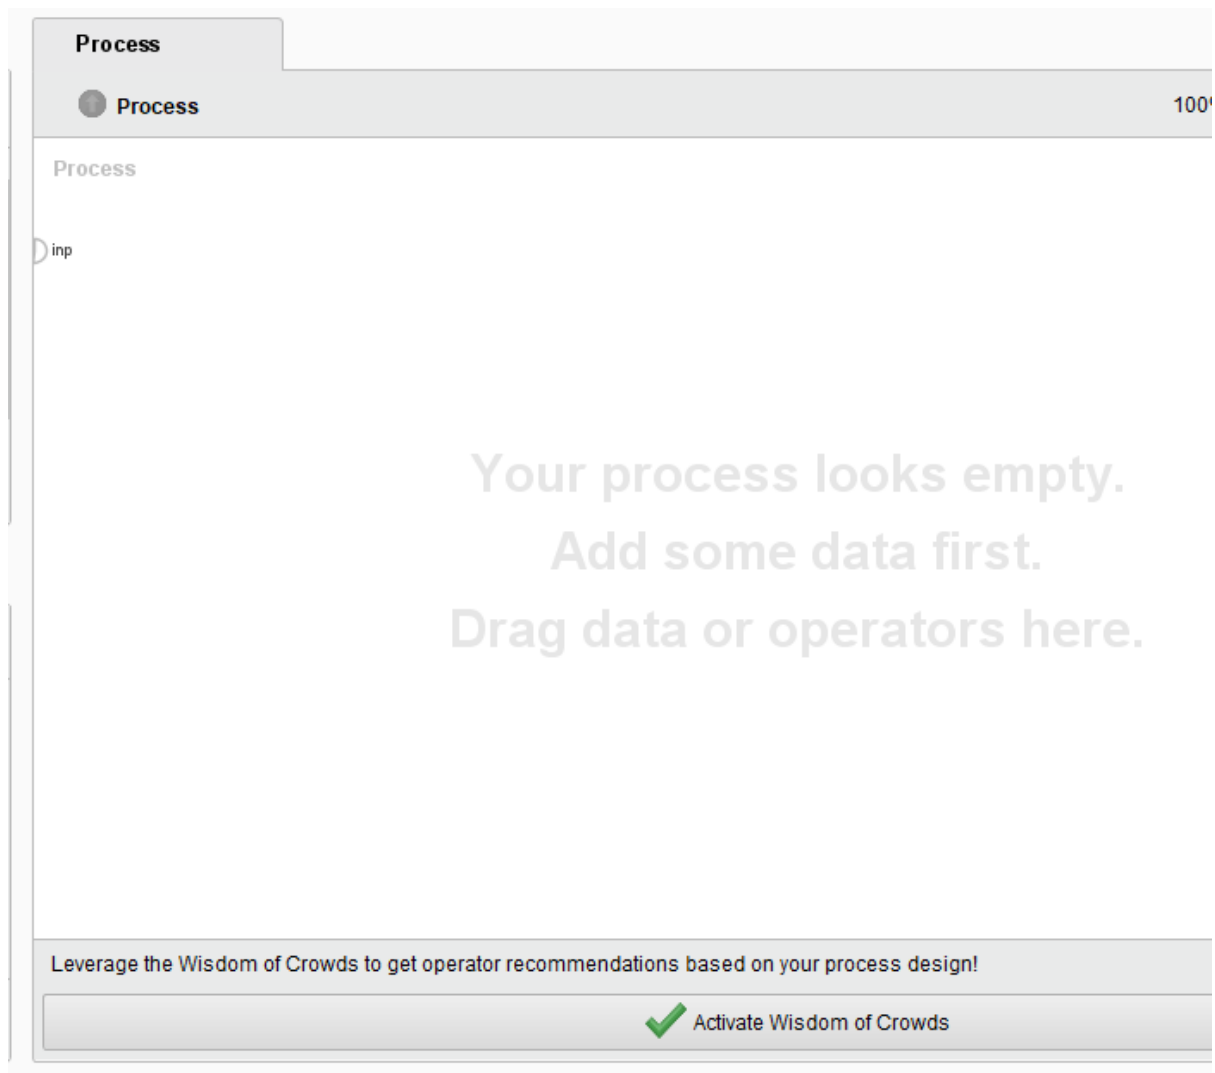 Process
Process
100%
Process
inp
Your process looks empty.
Add some data first.
Drag data or operators here.
Leverage the Wisdom of Crowds to get operator recommendations based on your process design!
Activate Wisdom of Crowds